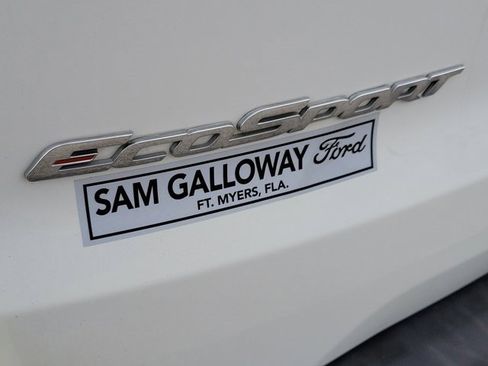 EcoSport
SAM GALLOWAY Ford
FT. MYERS, FLA.